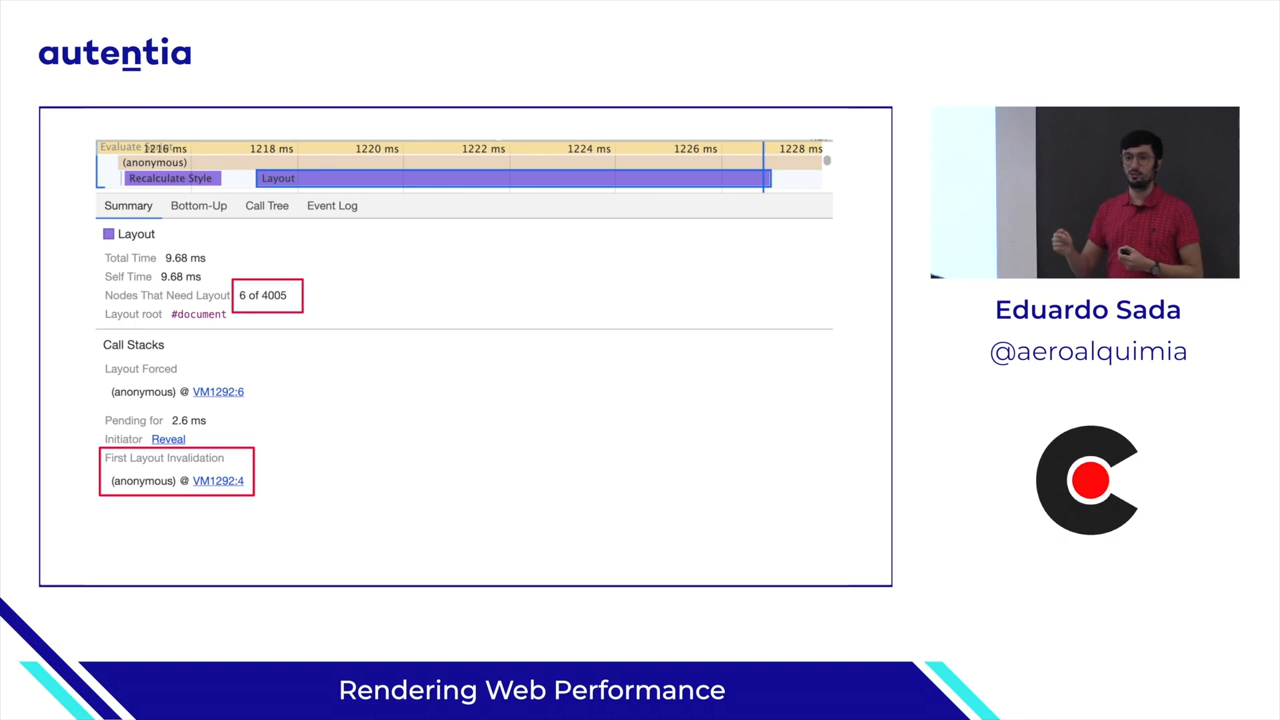 autentia
Evaluate Script
1216 ms
1218 ms
1220 ms
1222 ms
1224 ms
1226 ms
1228 ms
(anonymous)
Recalculate Style
Layout
Summary
Bottom-Up
Call Tree
Event Log
Layout
Total Time 9.68 ms
Self Time 9.68 ms
Nodes That Need Layout 6 of 4005
Layout root #document
Call Stacks
Layout Forced
(anonymous) @ VM1292:6
Pending for 2.6 ms
Initiator Reveal
First Layout Invalidation
(anonymous) @ VM1292:4
Eduardo Sada
@aeroalquimia
Rendering Web Performance